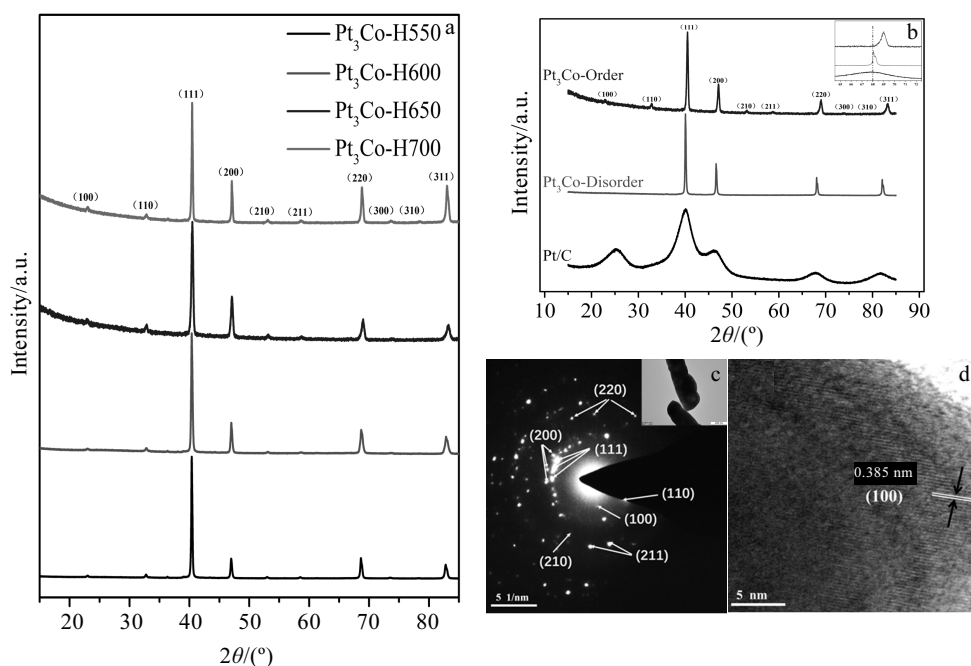 a
Pt3Co-H550
Pt3Co-H600
Pt3Co-H650
Pt3Co-H700
(100)
(110)
(111)
(200)
(210)
(211)
(220)
(300)
(310)
(311)
Intensity/a.u.
20 30 40 50 60 70 80
2θ/(º)
b
Pt3Co-Order
(100)
(110)
(111)
(200)
(210)
(211)
(220)
(300)
(310)
(311)
Pt3Co-Disorder
Pt/C
Intensity/a.u.
10 20 30 40 50 60 70 80 90
2θ/(º)
c
(220)
(200)
(111)
(110)
(100)
(210)
(211)
5 1/nm
d
0.385 nm
(100)
5 nm